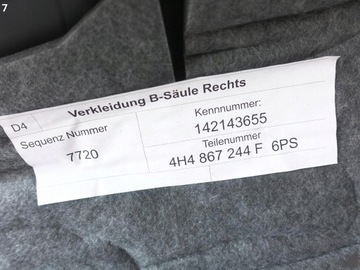 7
D4
Verkleidung B-Säule Rechts
Sequenz Nummer
7720
Kennnummer:
142143655
Teilenummer
4H4 867 244 F 6PS